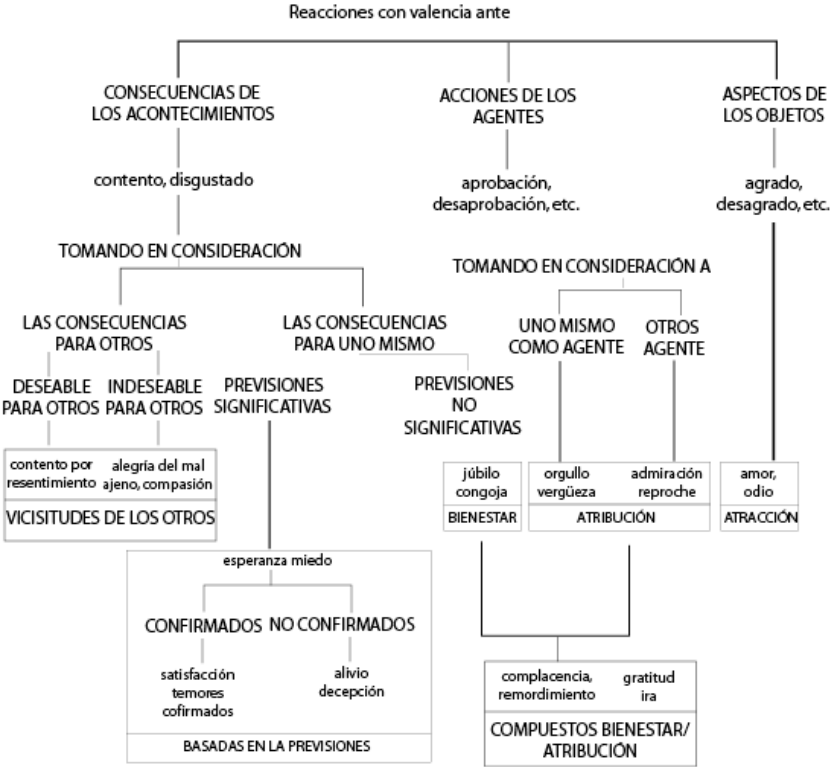 Reacciones con valencia ante
CONSECUENCIAS DE
LOS ACONTECIMIENTOS
ACCIONES DE LOS
AGENTES
ASPECTOS DE
LOS OBJETOS
contento, disgustado
aprobación,
desaprobación, etc.
agrado,
desagrado, etc.
TOMANDO EN CONSIDERACIÓN
TOMANDO EN CONSIDERACIÓN A
LAS CONSECUENCIAS
PARA OTROS
LAS CONSECUENCIAS
PARA UNO MISMO
UNO MISMO
COMO AGENTE
OTROS
AGENTE
DESEABLE
PARA OTROS
INDESEABLE
PARA OTROS
PREVISIONES
SIGNIFICATIVAS
PREVISIONES
NO
SIGNIFICATIVAS
contento por
resentimiento
alegría del mal
ajeno, compasión
VICISITUDES DE LOS OTROS
júbilo
congoja
BIENESTAR
orgullo
vergüeza
admiración
reproche
ATRIBUCIÓN
amor,
odio
ATRACCIÓN
esperanza miedo
CONFIRMADOS
NO CONFIRMADOS
satisfacción
temores
cofirmados
alivio
decepción
BASADAS EN LA PREVISIONES
complacencia,
remordimiento
gratitud
ira
COMPUESTOS BIENESTAR/
ATRIBUCIÓN